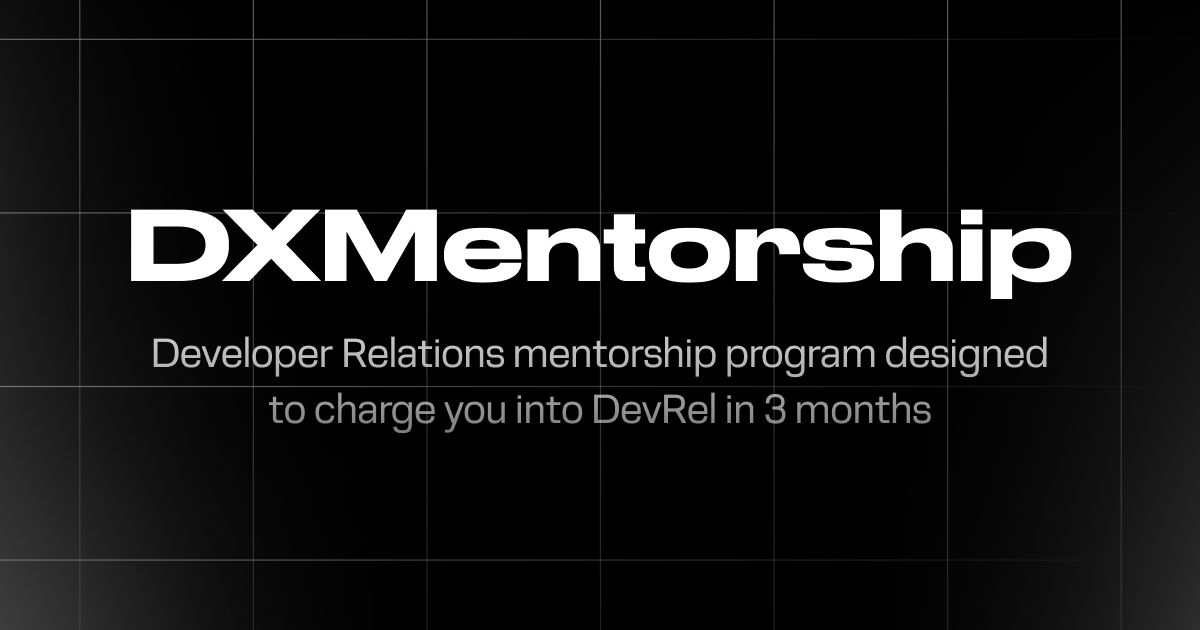 DXMentorship
Developer Relations mentorship program designed
to charge you into DevRel in 3 months